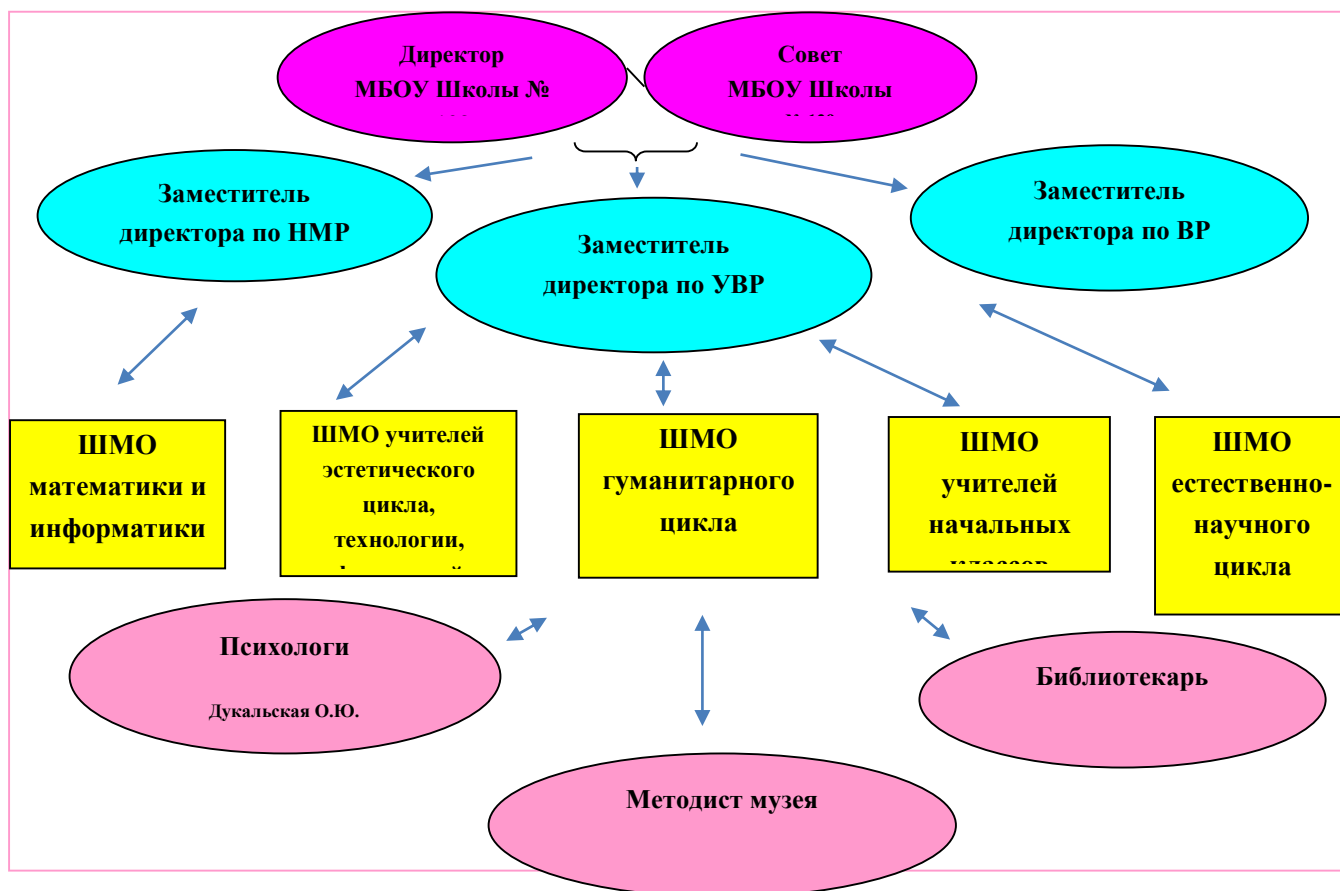 Директор
МБОУ Школы №
Совет
МБОУ Школы
Заместитель
директора по НМР
Заместитель
директора по УВР
Заместитель
директора по ВР
ШМО
математики и
информатики
ШМО учителей
эстетического
цикла,
технологии,
ШМО
гуманитарного
цикла
ШМО
учителей
начальных
классов
ШМО
естественно-
научного
цикла
Психологи
Дукальская О.Ю.
Библиотекарь
Методист музея